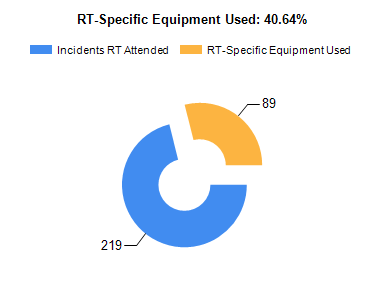 RT-Specific Equipment Used: 40.64%
Incidents RT Attended RT-Specific Equipment Used
89
219